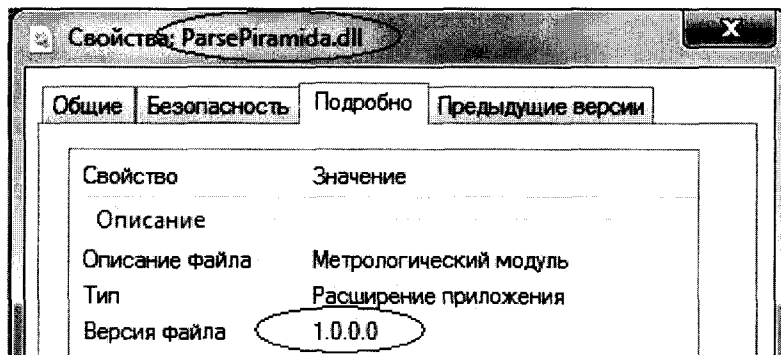 Свойства: ParsePiramida.dll
Общие Безопасность Подробно Предыдущие версии
Свойство Значение
Описание
Описание файла Метрологический модуль
Тип Расширение приложения
Версия файла 1.0.0.0